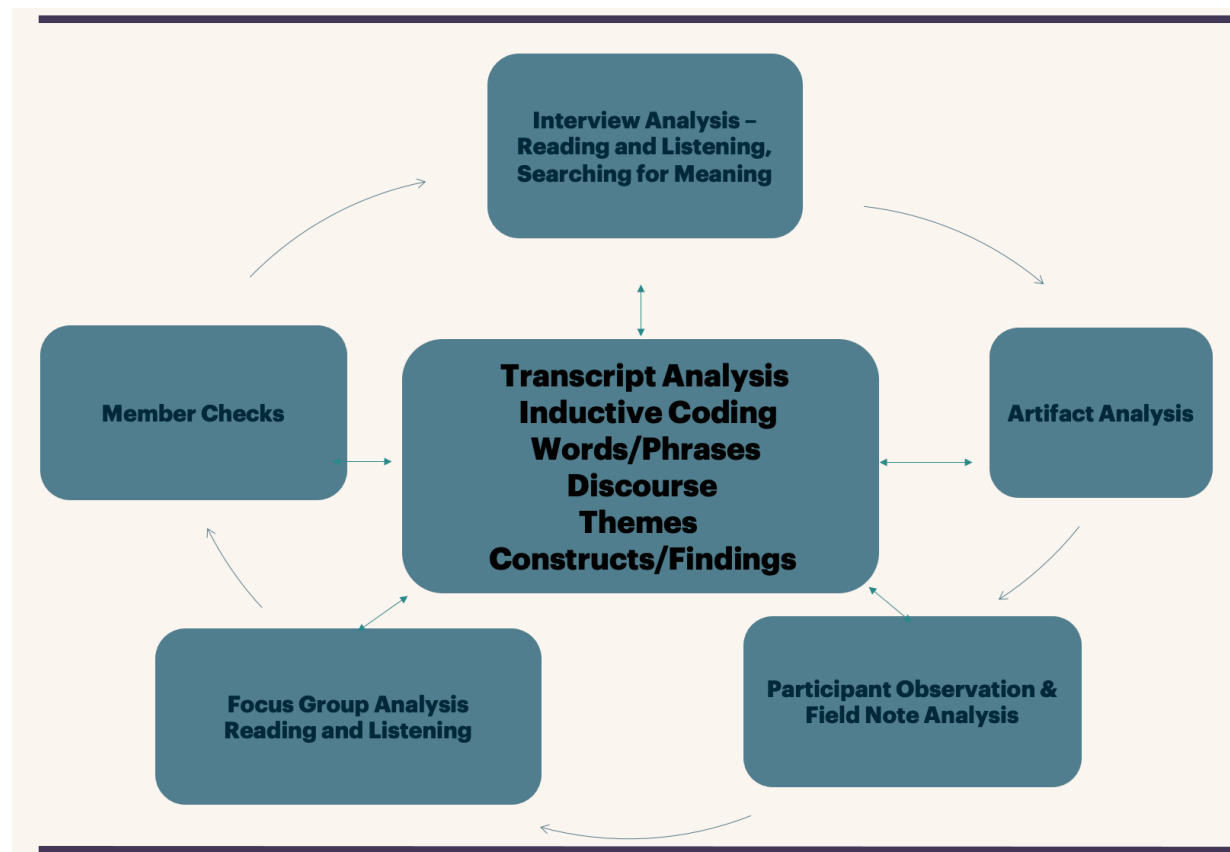 Interview Analysis –
Reading and Listening,
Searching for Meaning
Member Checks
Transcript Analysis
Inductive Coding
Words/Phrases
Discourse
Themes
Constructs/Findings
Artifact Analysis
Focus Group Analysis
Reading and Listening
Participant Observation &
Field Note Analysis